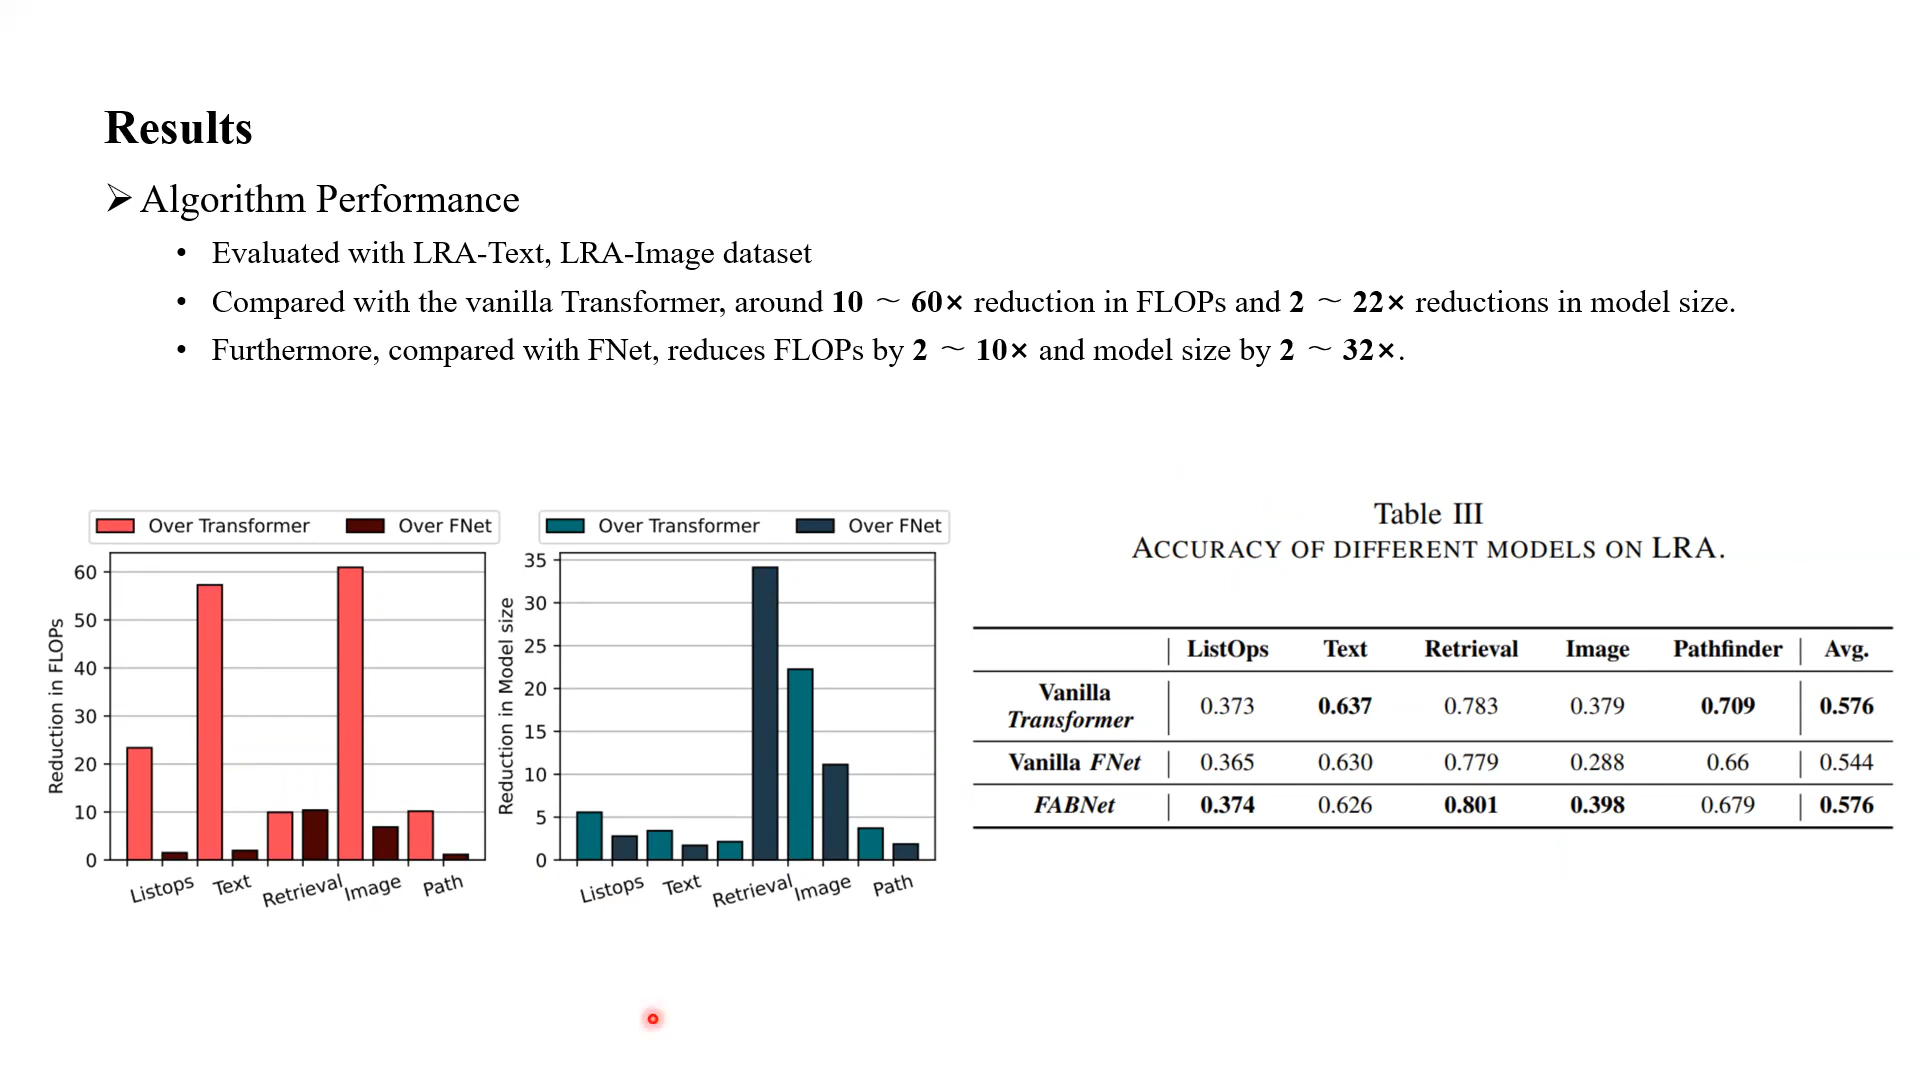 Results
➢ Algorithm Performance
• Evaluated with LRA-Text, LRA-Image dataset
• Compared with the vanilla Transformer, around 10 ～ 60× reduction in FLOPs and 2 ～ 22× reductions in model size.
• Furthermore, compared with FNet, reduces FLOPs by 2 ～ 10× and model size by 2 ～ 32×.
Over Transformer Over FNet
Reduction in FLOPs
60
50
40
30
20
10
0
Listops Text Retrieval Image Path
Over Transformer Over FNet
Reduction in Model size
35
30
25
20
15
10
5
0
Listops Text Retrieval Image Path
Table III
ACCURACY OF DIFFERENT MODELS ON LRA.
ListOps Text Retrieval Image Pathfinder Avg.
Vanilla
Transformer 0.373 0.637 0.783 0.379 0.709 0.576
Vanilla FNet 0.365 0.630 0.779 0.288 0.66 0.544
FABNet 0.374 0.626 0.801 0.398 0.679 0.576